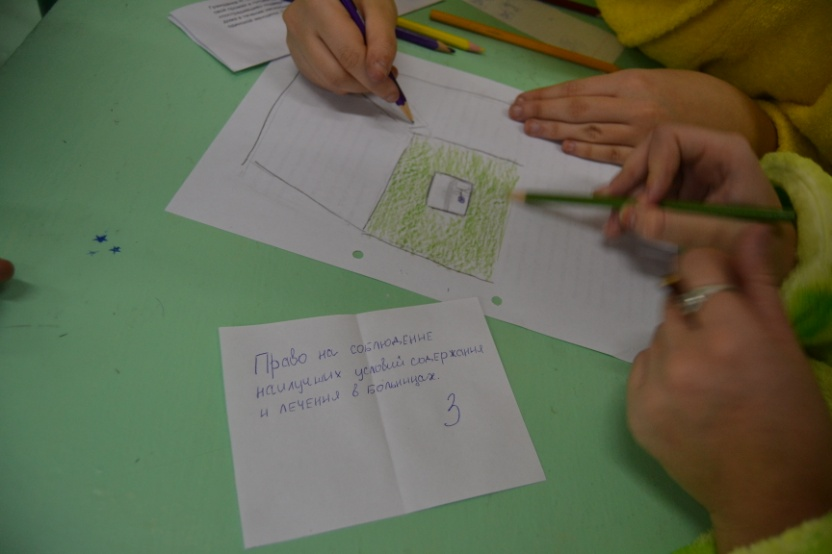 Право на соблюдение
наилучших условий содержания
и лечения в больницах.
3